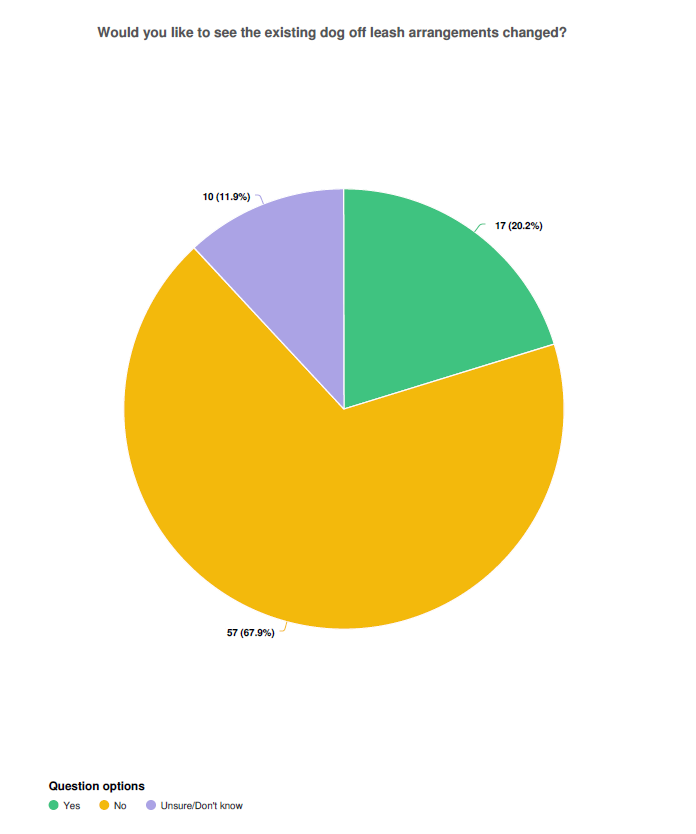 Would you like to see the existing dog off leash arrangements changed?
10 (11.9%)
17 (20.2%)
57 (67.9%)
Question options
Yes No Unsure/Don't know